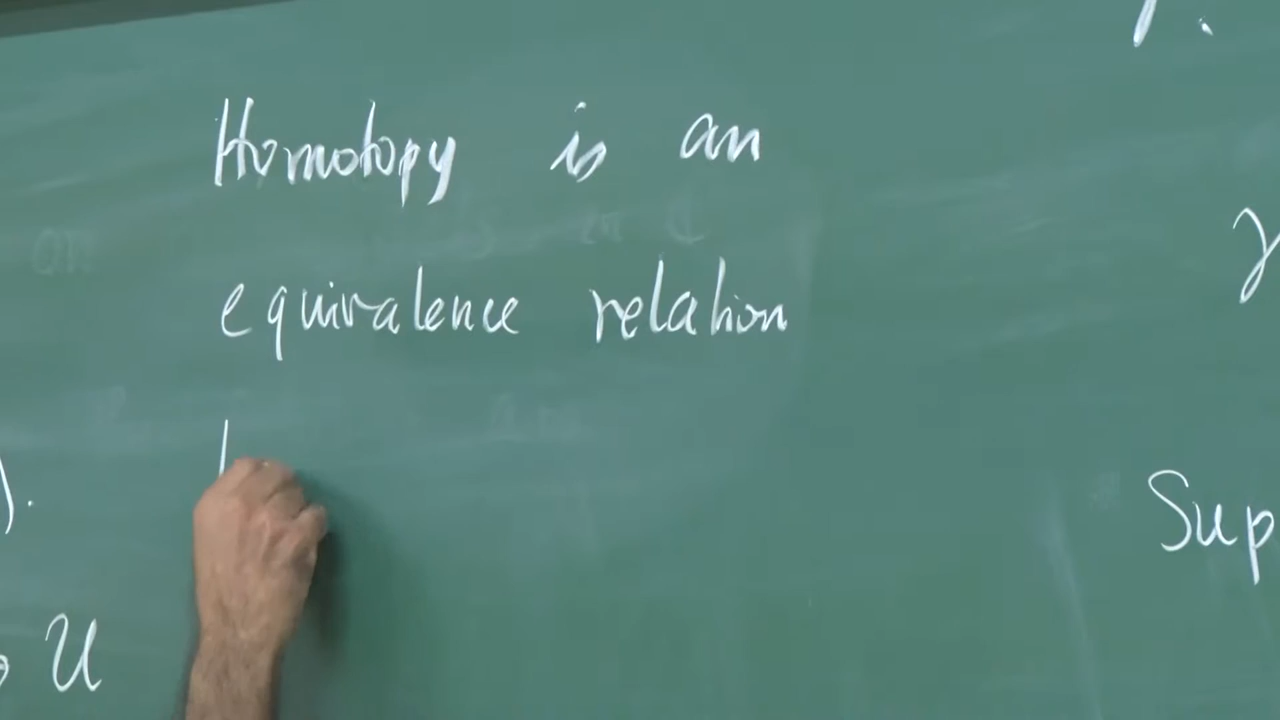 Homotopy is an
equivalence relation
).
U
γ
Sup